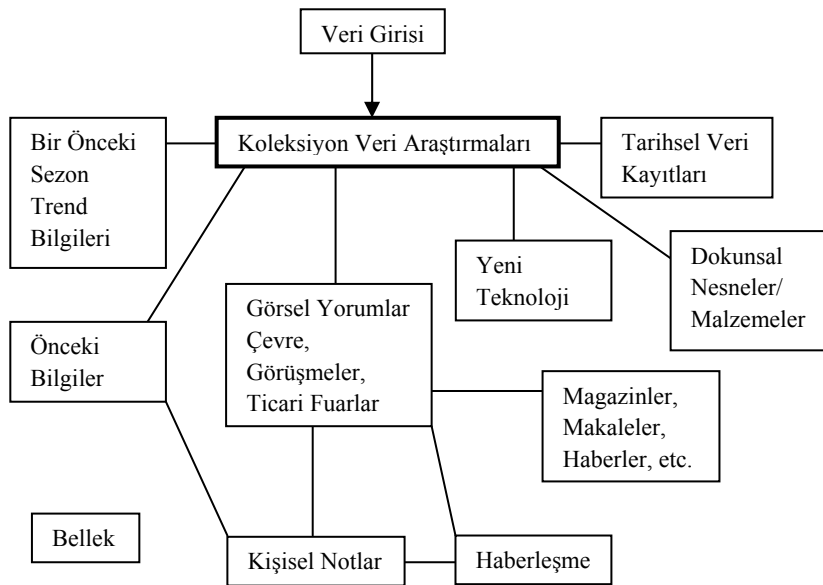 Veri Girisi
Koleksiyon Veri Araştırmaları
Bir Önceki
Sezon
Trend
Bilgileri
Tarihsel Veri
Kayıtları
Yeni
Teknoloji
Dokunsal
Nesneler/
Malzemeler
Önceki
Bilgiler
Görsel Yorumlar
Çevre,
Görüşmeler,
Ticari Fuarlar
Magazinler,
Makaleler,
Haberler, etc.
Bellek
Kişisel Notlar
Haberleşme